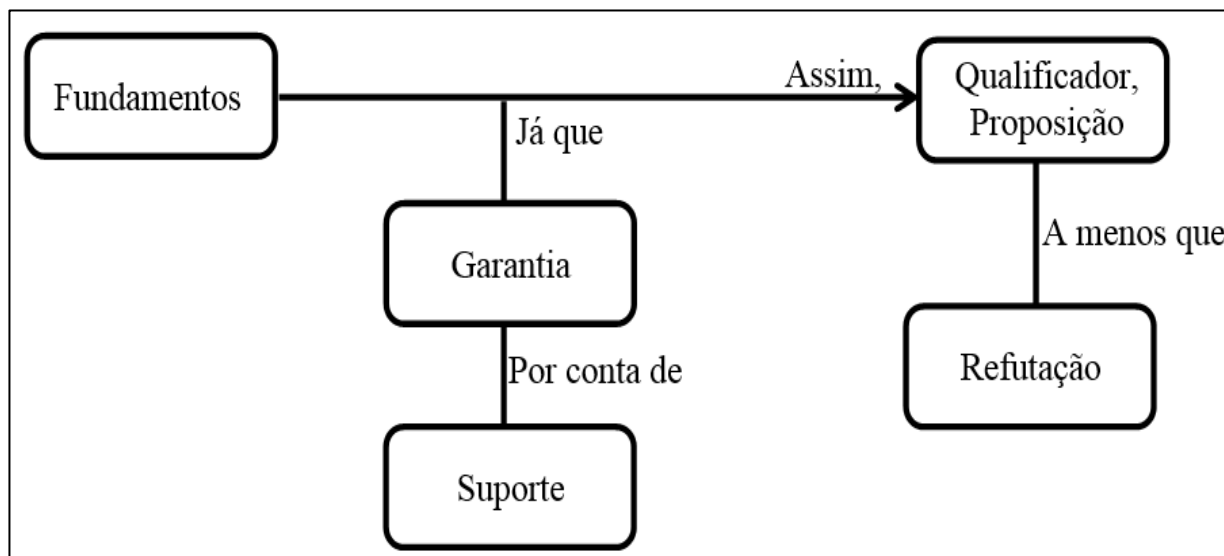 Fundamentos
Assim,
Qualificador,
Proposição
Já que
Garantia
A menos que
Por conta de
Refutação
Suporte